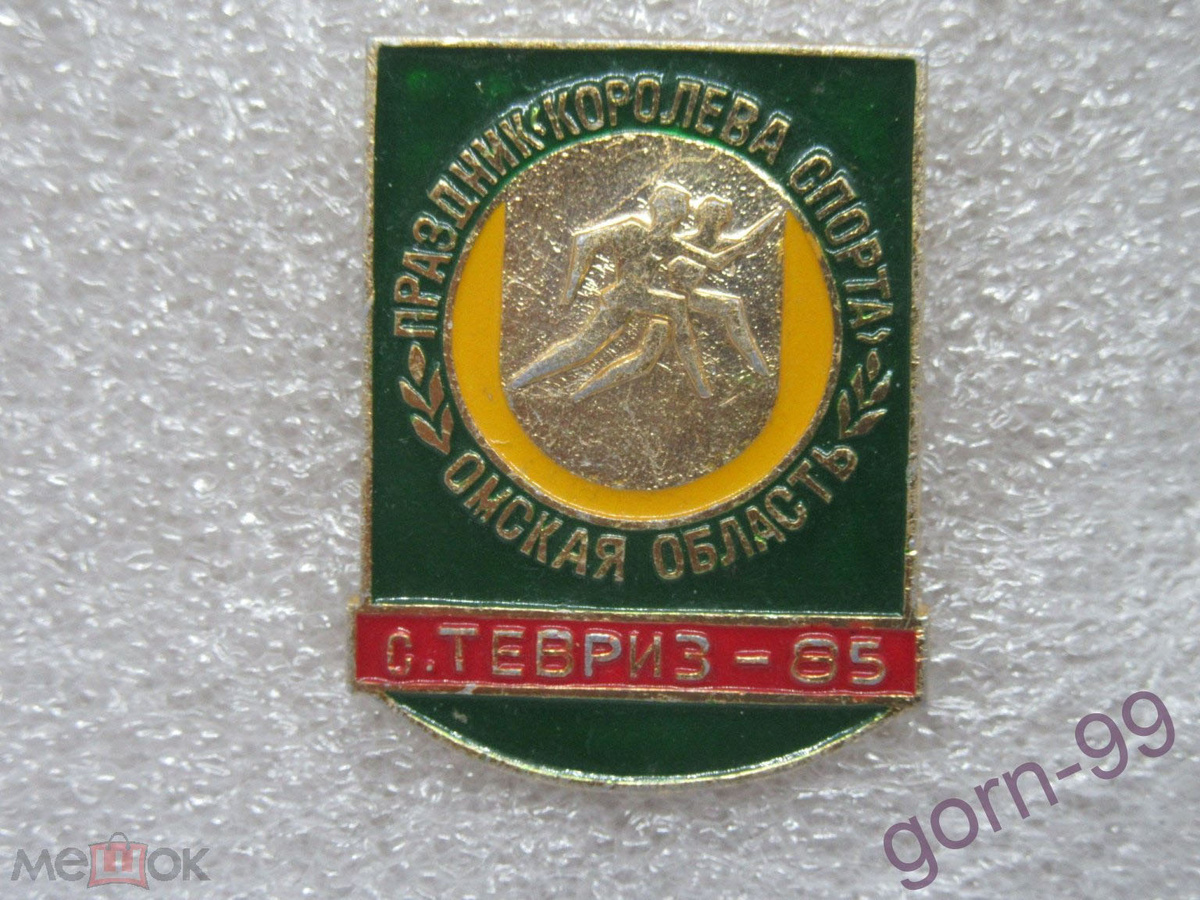 ПРАЗДНИК «КОРОЛЕВА СПОРТА»
ОМСКАЯ ОБЛАСТЬ
С. ТЕВРИЗ – 85
gorn-99
мешок